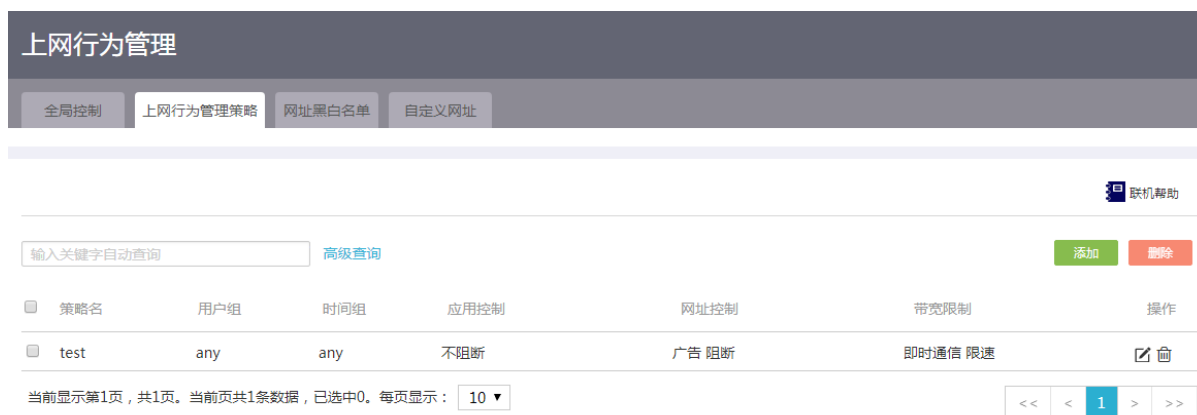 上网行为管理
全局控制 上网行为管理策略 网址黑白名单 自定义网址
联机帮助
输入关键字自动查询 高级查询 添加 删除
策略名 用户组 时间组 应用控制 网址控制 带宽限制 操作
test any any 不阻断 广告 阻断 即时通信 限速
当前显示第1页，共1页。当前页共1条数据，已选中0。每页显示： 10 ▼
<< < 1 > >>